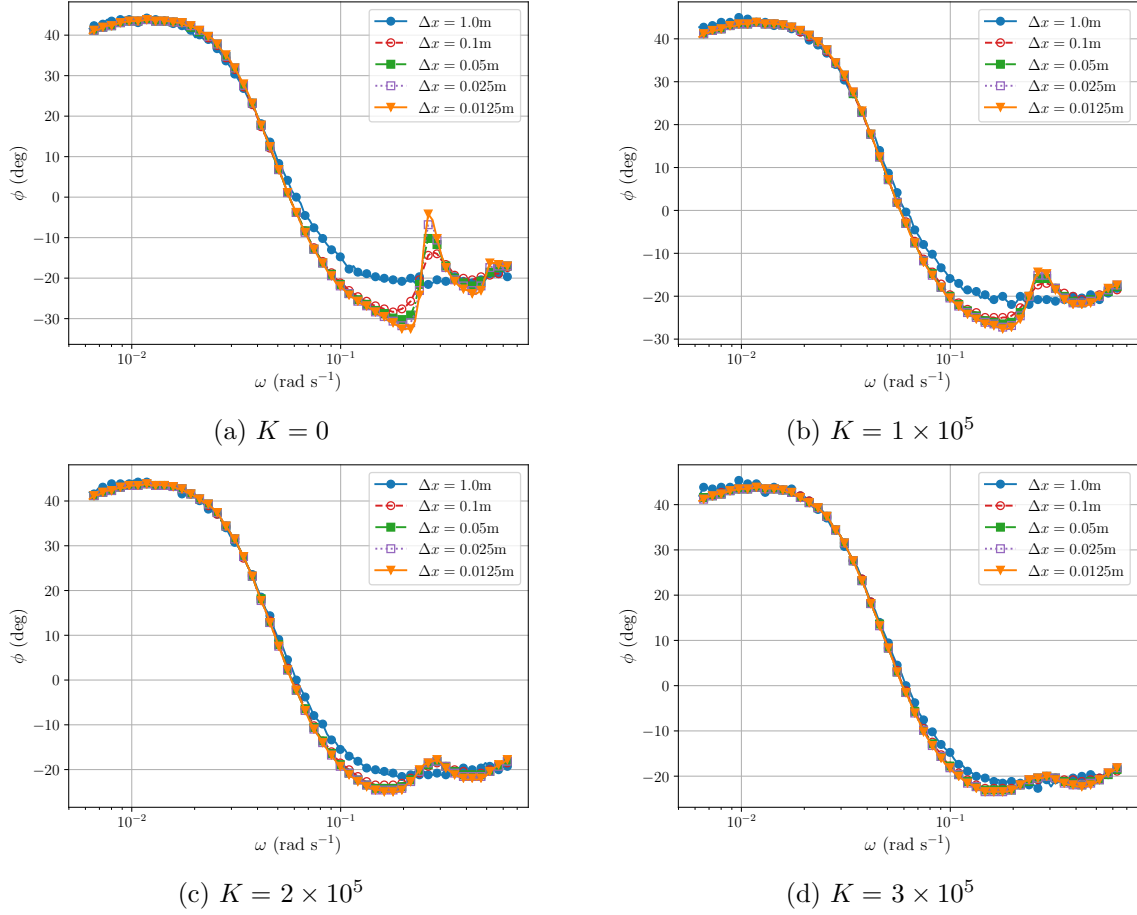 40
30
20
10
0
−10
−20
−30
ϕ (deg)
10⁻²
10⁻¹
ω (rad s⁻¹)
Δx = 1.0m
Δx = 0.1m
Δx = 0.05m
Δx = 0.025m
Δx = 0.0125m
(a) K = 0
40
30
20
10
0
−10
−20
−30
ϕ (deg)
10⁻²
10⁻¹
ω (rad s⁻¹)
Δx = 1.0m
Δx = 0.1m
Δx = 0.05m
Δx = 0.025m
Δx = 0.0125m
(b) K = 1 × 10⁵
40
30
20
10
0
−10
−20
ϕ (deg)
10⁻²
10⁻¹
ω (rad s⁻¹)
Δx = 1.0m
Δx = 0.1m
Δx = 0.05m
Δx = 0.025m
Δx = 0.0125m
(c) K = 2 × 10⁵
40
30
20
10
0
−10
−20
ϕ (deg)
10⁻²
10⁻¹
ω (rad s⁻¹)
Δx = 1.0m
Δx = 0.1m
Δx = 0.05m
Δx = 0.025m
Δx = 0.0125m
(d) K = 3 × 10⁵